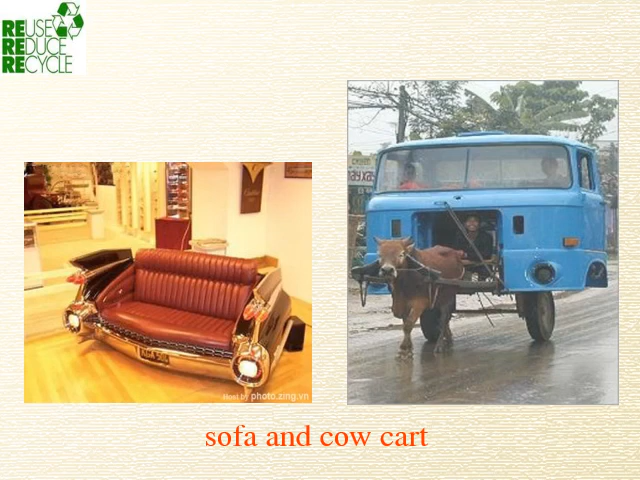 REUSE
REDUCE
RECYCLE
Host by photo.zing.vn
sofa and cow cart